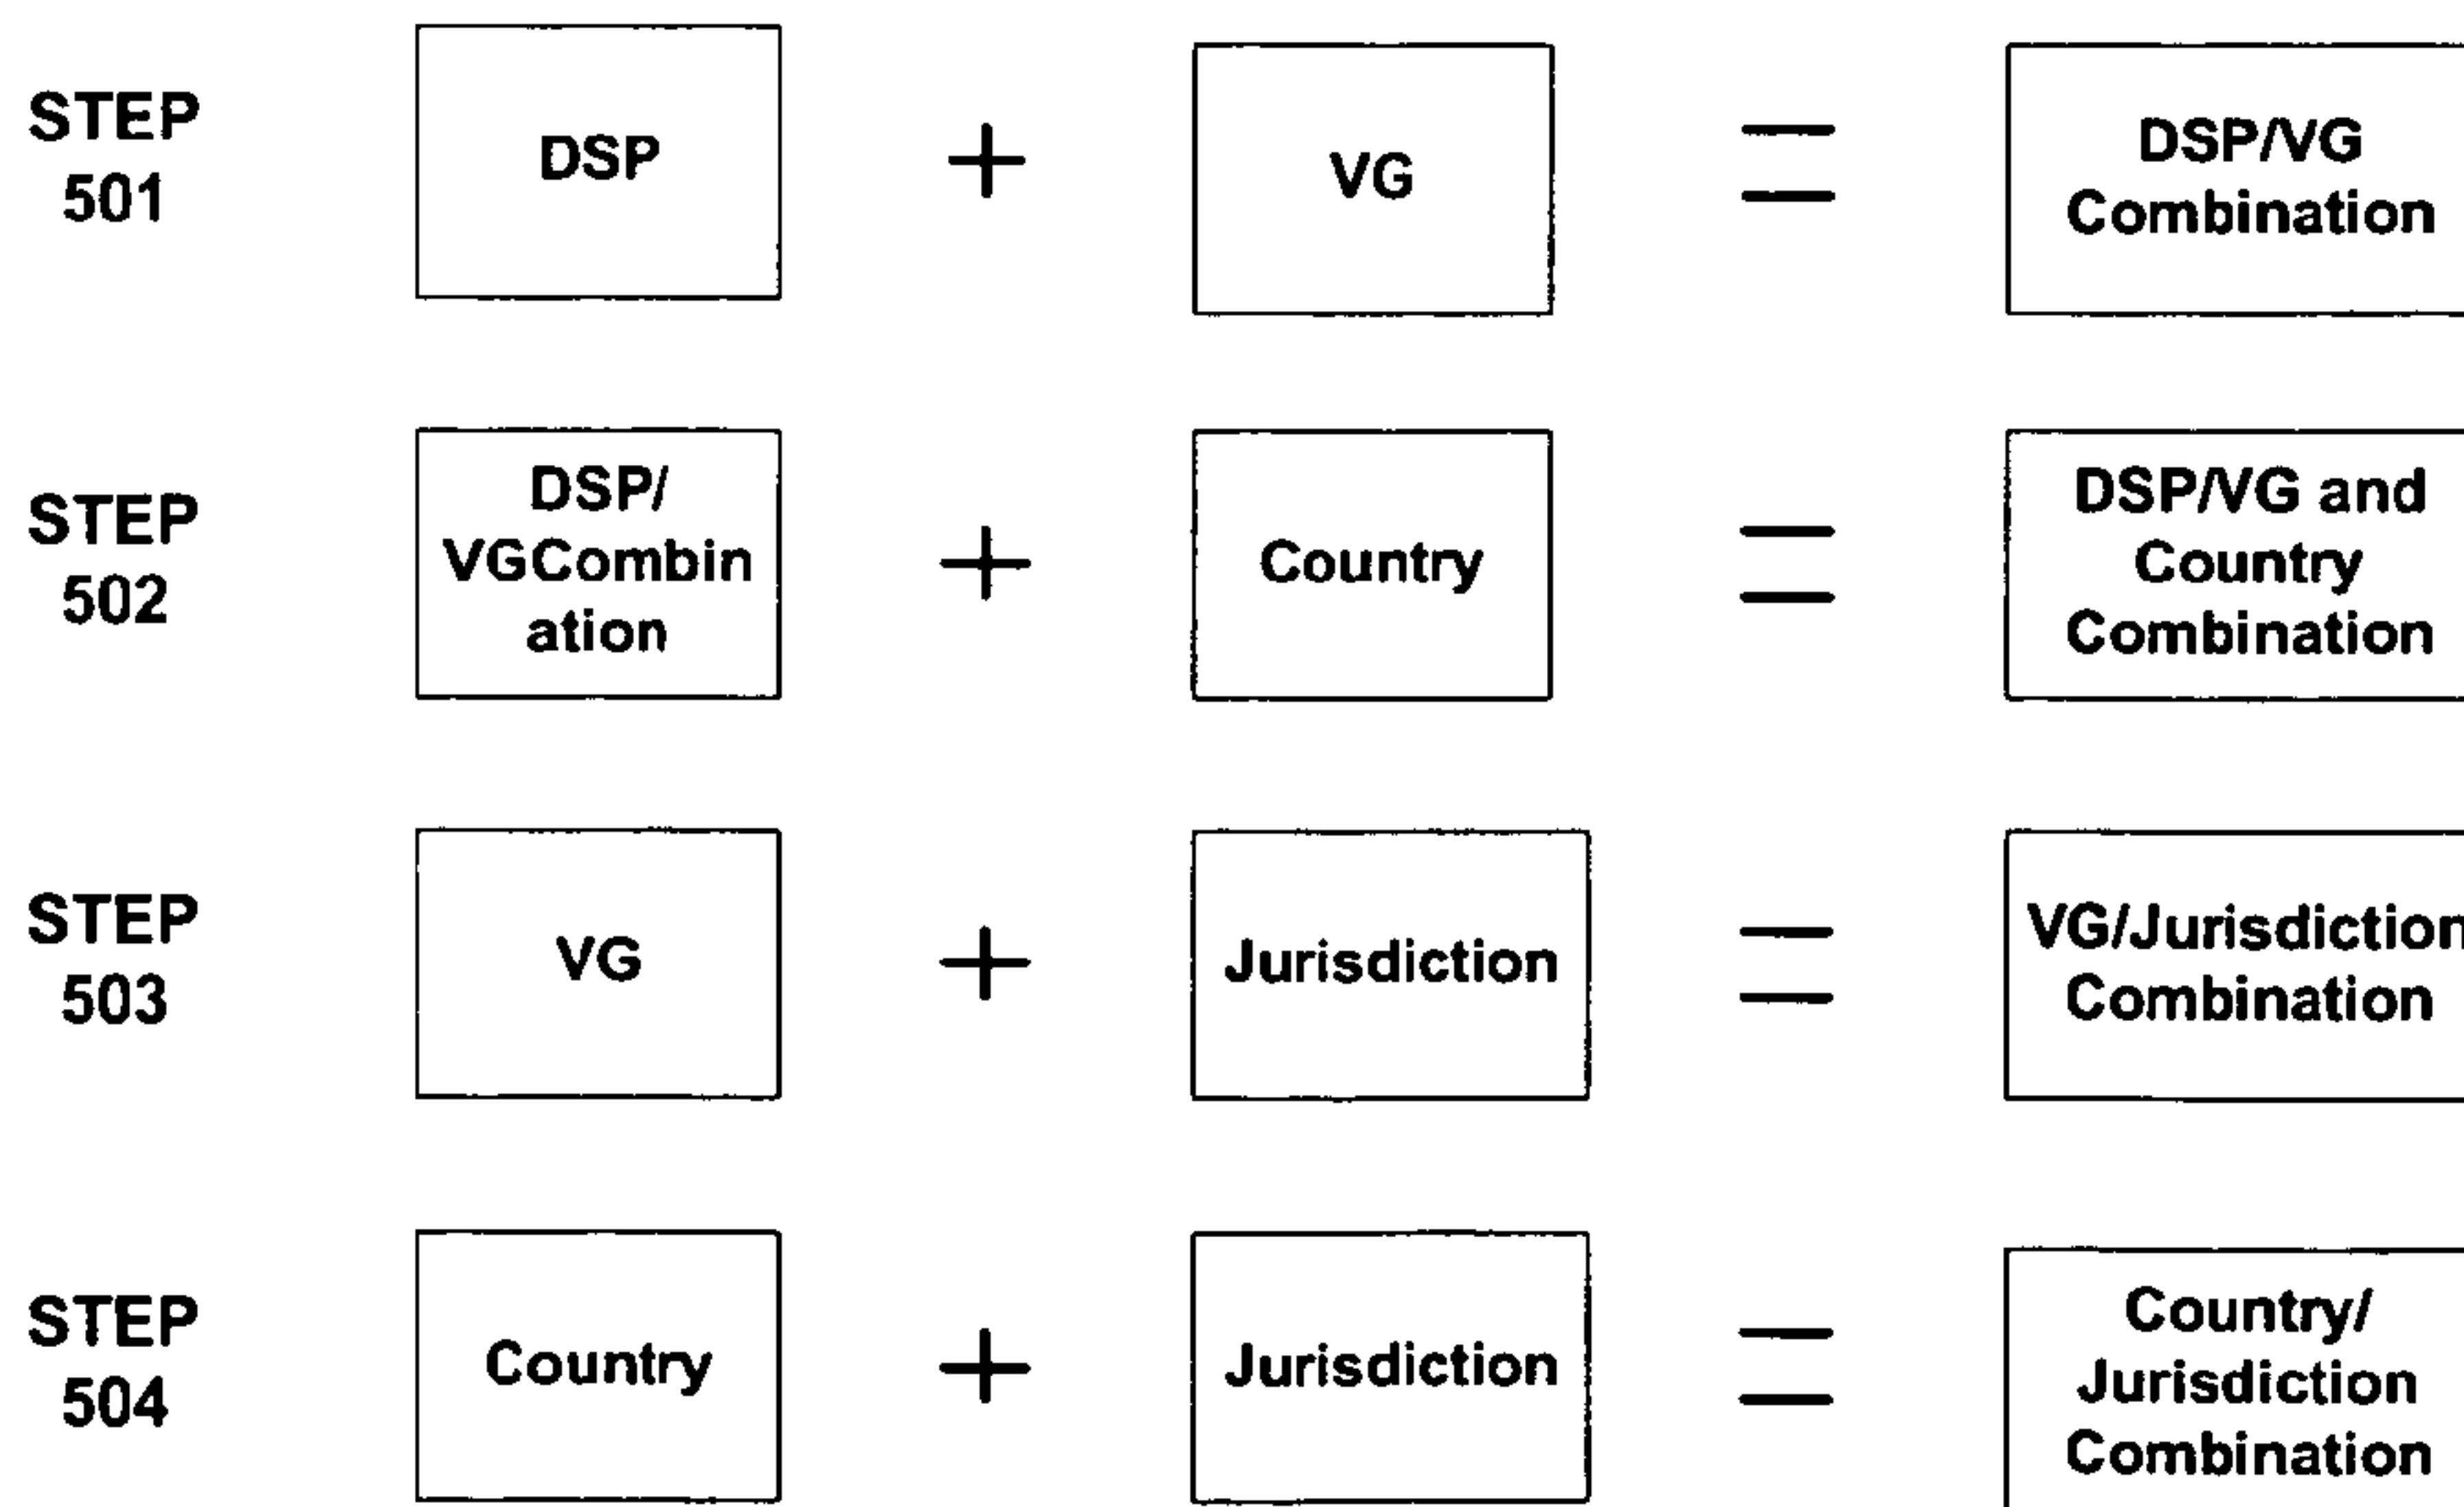 STEP
501
DSP
+
VG
=
DSP/VG
Combination
STEP
502
DSP/
VGCombin
ation
+
Country
=
DSP/VG and
Country
Combination
STEP
503
VG
+
Jurisdiction
=
VG/Jurisdiction
Combination
STEP
504
Country
+
Jurisdiction
=
Country/
Jurisdiction
Combination